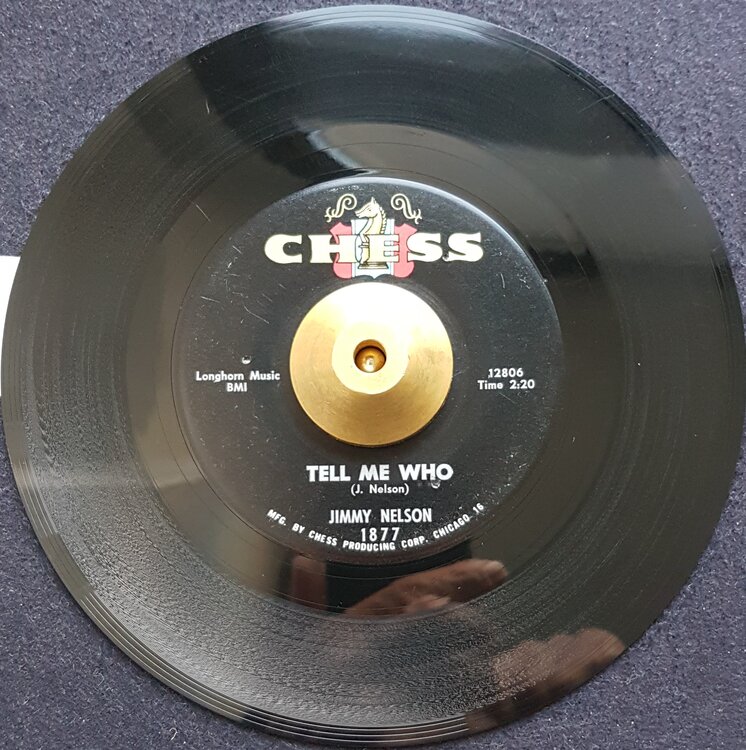 CHESS
Longhorn Music
BMI
12806
Time 2:20
TELL ME WHO
(J. Nelson)
JIMMY NELSON
1877
MFG. BY CHESS PRODUCING CORP. CHICAGO 16